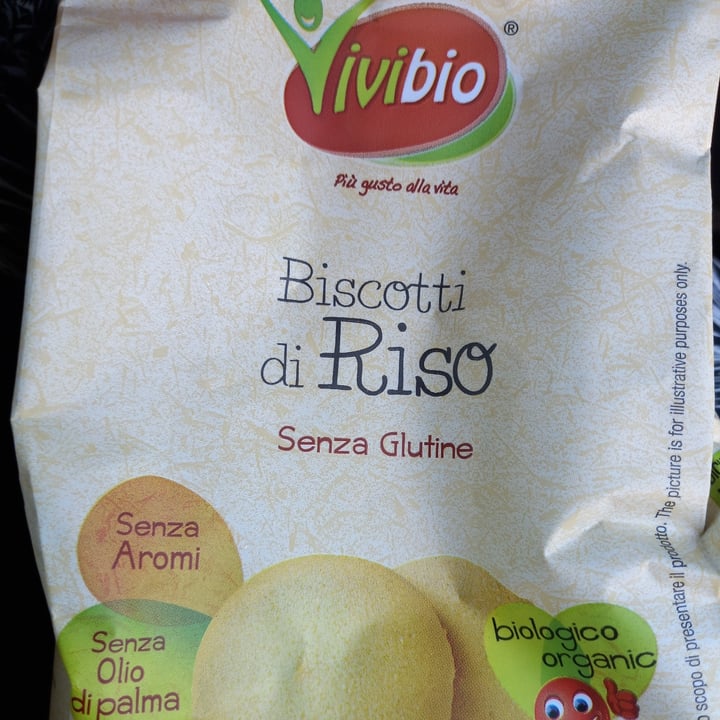 Vivibio ®
Più gusto alla vita
Biscotti
di Riso
Senza Glutine
Senza
Aromi
Senza
Olio
di palma
biologico
organic
scopo di presentare il prodotto. The picture is for illustrative purposes only.